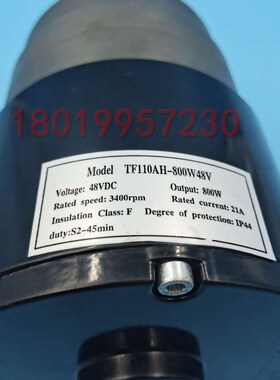 18019957230
Model TF110AH-800W48V
Voltage: 48VDC Output: 800W
Rated speed: 3400rpm Rated current: 21A
Insulation Class: F Degree of protection: IP44
duty:S2-45min